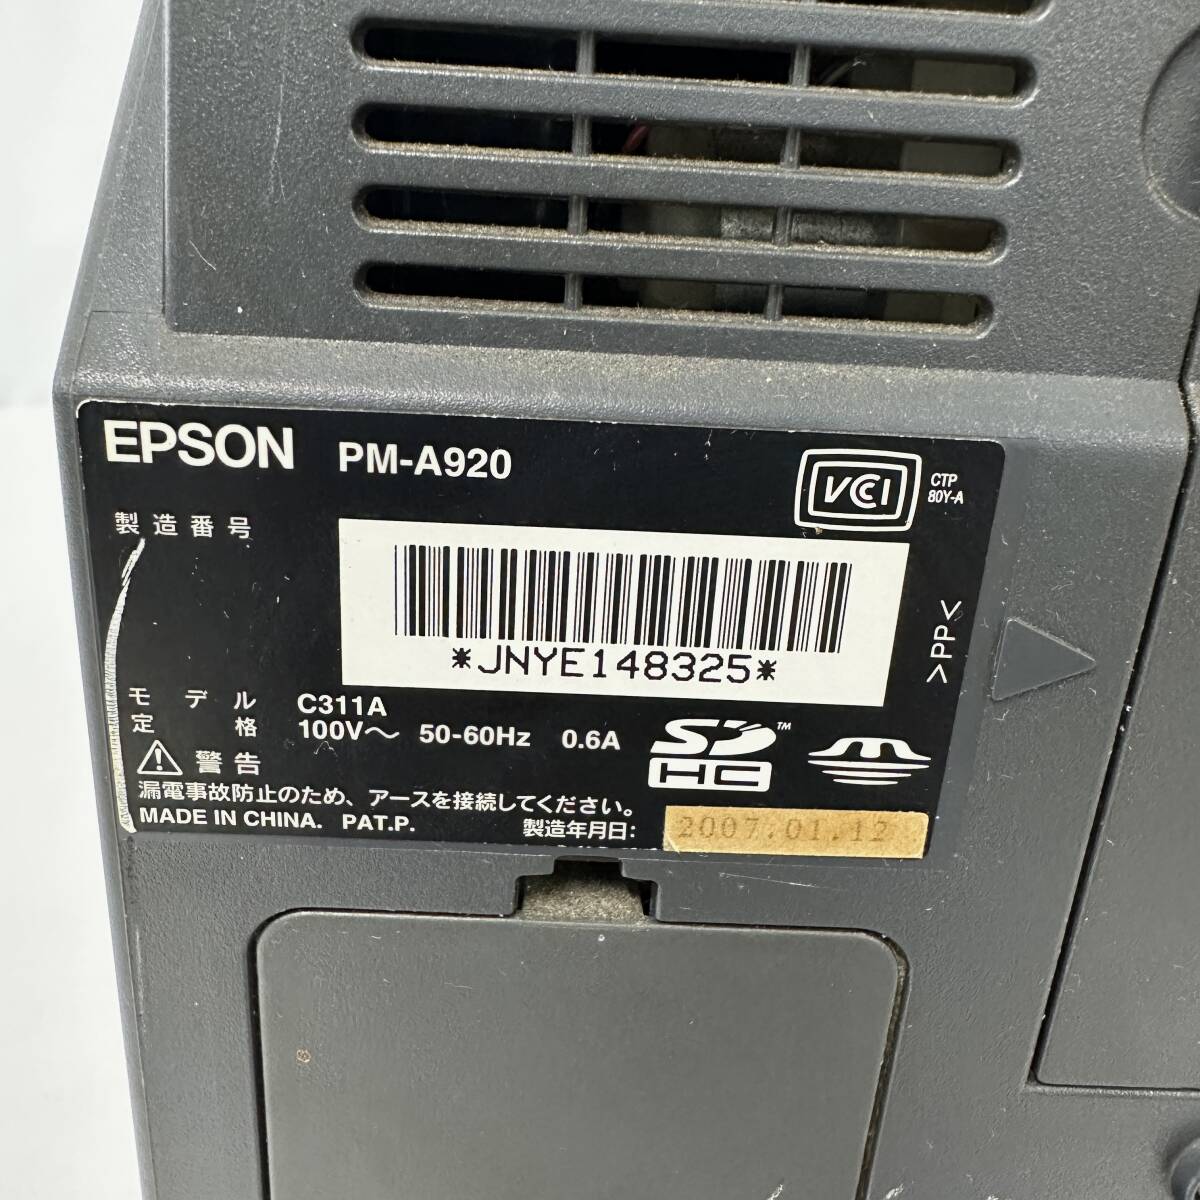 EPSON PM-A920
VCCI
CTP
80Y-A
製造番号
*JNYE148325*
>PP<
モデル C311A
定格 100V～ 50-60Hz 0.6A
SD™
HC
警告
漏電事故防止のため、アースを接続してください。
MADE IN CHINA. PAT.P.
製造年月日: 2007.01.12